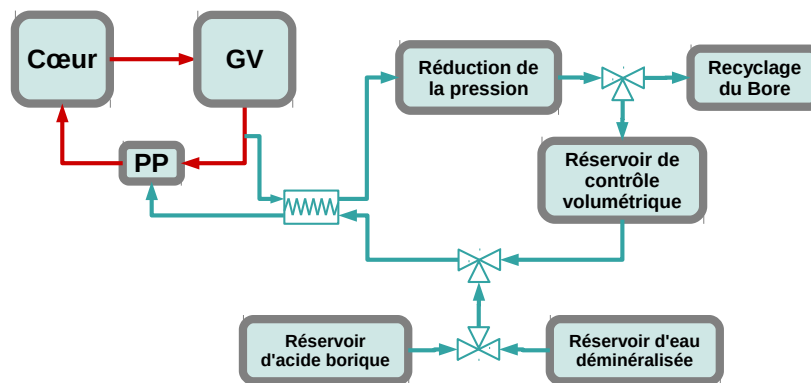 Cœur
GV
Réduction de
la pression
Recyclage
du Bore
PP
Réservoir de
contrôle
volumétrique
Réservoir
d'acide borique
Réservoir d'eau
déminéralisée